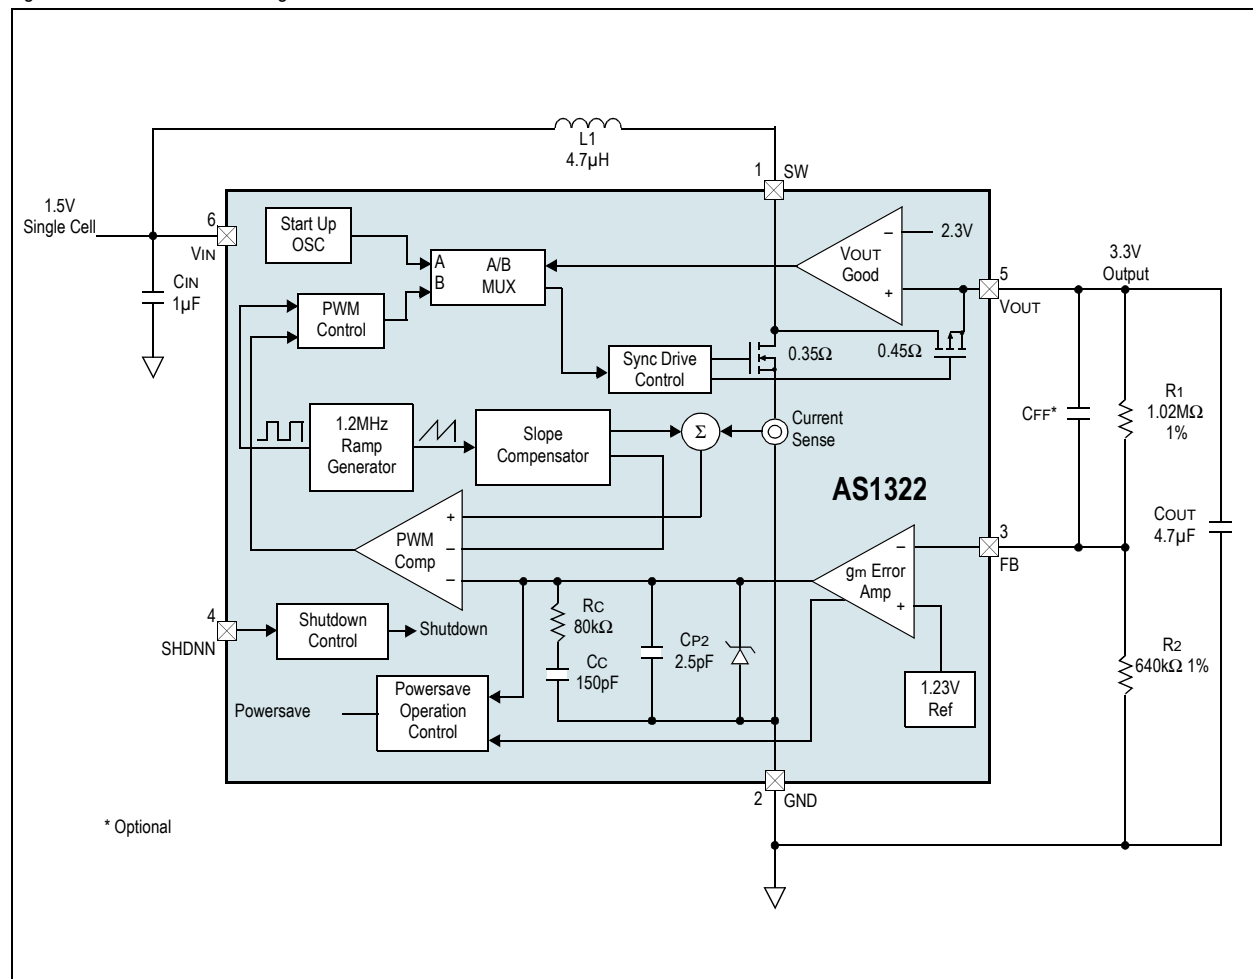 L1
4.7µH
1
SW
1.5V
Single Cell
6
VIN
CIN
1µF
Start Up
OSC
A
B
A/B
MUX
VOUT
Good
−
+
2.3V
5
VOUT
3.3V
Output
PWM
Control
Sync Drive
Control
0.35Ω
0.45Ω
CFF*
R1
1.02MΩ
1%
1.2MHz
Ramp
Generator
Slope
Compensator
Σ
Current
Sense
AS1322
COUT
4.7µF
PWM
Comp
+
−
−
gm Error
Amp
−
+
3
FB
4
SHDNN
Shutdown
Control
Shutdown
RC
80kΩ
CC
150pF
CP2
2.5pF
R2
640kΩ 1%
1.23V
Ref
Powersave
Powersave
Operation
Control
2
GND
* Optional